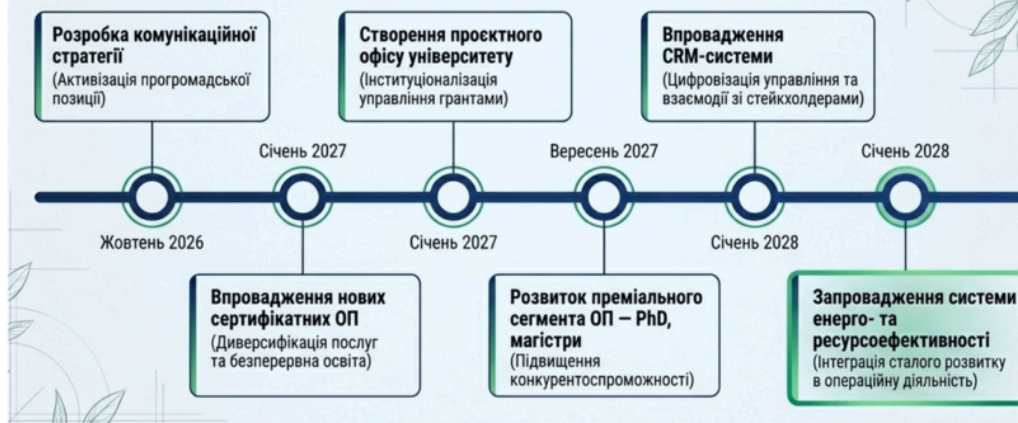 Розробка комунікаційної
стратегії
(Активізація прогромадської
позиції)
Жовтень 2026
Січень 2027
Впровадження нових
сертифікатних ОП
(Диверсифікація послуг
та безперервна освіта)
Створення проєктного
офісу університету
(Інституціоналізація
управління грантами)
Січень 2027
Вересень 2027
Розвиток преміального
сегмента ОП — PhD,
магістри
(Підвищення
конкурентоспроможності)
Впровадження
CRM-системи
(Цифровізація управління та
взаємодії зі стейкхолдерами)
Січень 2028
Січень 2028
Запровадження системи
енерго- та
ресурсоефективності
(Інтеграція сталого розвитку
в операційну діяльність)